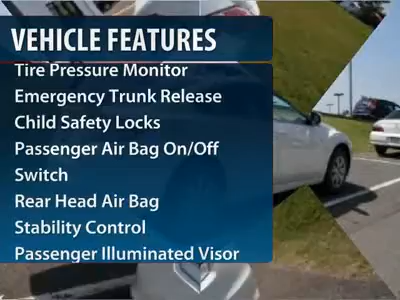 VEHICLE FEATURES
Tire Pressure Monitor
Emergency Trunk Release
Child Safety Locks
Passenger Air Bag On/Off
Switch
Rear Head Air Bag
Stability Control
Passenger Illuminated Visor